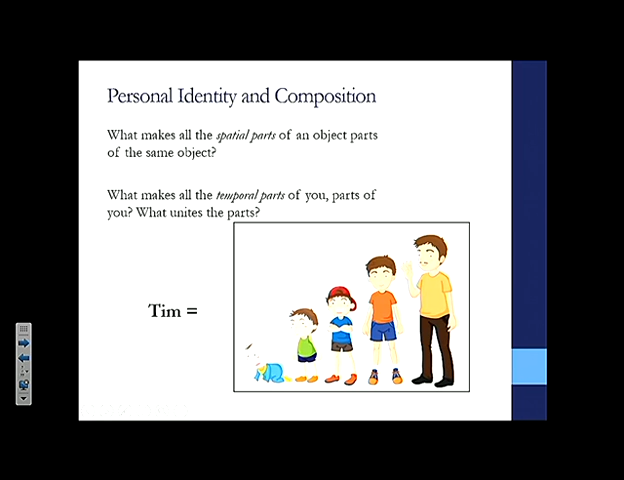 Personal Identity and Composition
What makes all the spatial parts of an object parts
of the same object?
What makes all the temporal parts of you, parts of
you? What unites the parts?
Tim =